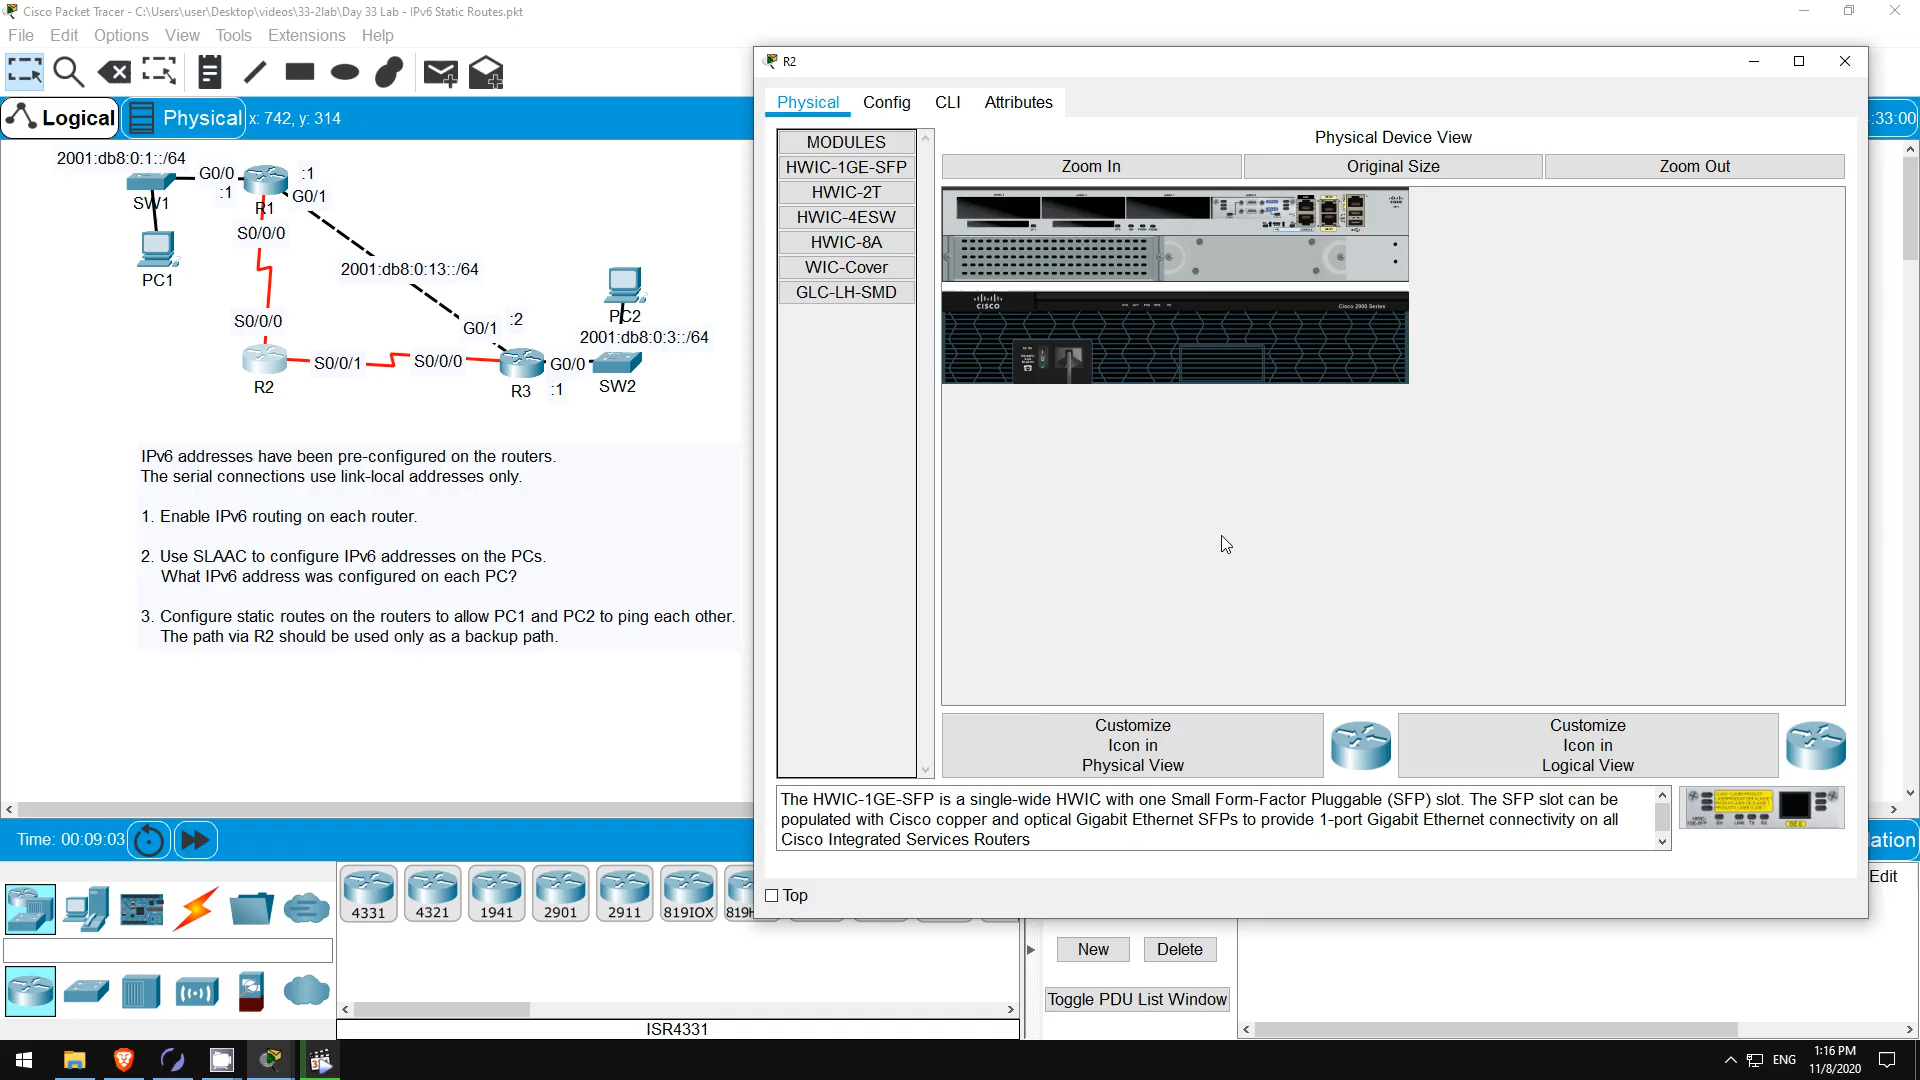 Cisco Packet Tracer - C:\Users\user\Desktop\videos\33-2lab\Day 33 Lab - IPv6 Static Routes.pkt
File Edit Options View Tools Extensions Help
Logical Physical x: 742, y: 314
:33:00
2001:db8:0:1::/64
G0/0 :1
:1 G0/1
SW1 R1
S0/0/0
PC1
2001:db8:0:13::/64
S0/0/0
G0/1 :2
PC2
2001:db8:0:3::/64
S0/0/1 S0/0/0 G0/0
R2 R3 :1 SW2
IPv6 addresses have been pre-configured on the routers.
The serial connections use link-local addresses only.
1. Enable IPv6 routing on each router.
2. Use SLAAC to configure IPv6 addresses on the PCs.
What IPv6 address was configured on each PC?
3. Configure static routes on the routers to allow PC1 and PC2 to ping each other.
The path via R2 should be used only as a backup path.
R2
Physical Config CLI Attributes
MODULES
HWIC-1GE-SFP
HWIC-2T
HWIC-4ESW
HWIC-8A
WIC-Cover
GLC-LH-SMD
Physical Device View
Zoom In Original Size Zoom Out
CISCO
Cisco 2900 Series
Customize
Icon in
Physical View
Customize
Icon in
Logical View
The HWIC-1GE-SFP is a single-wide HWIC with one Small Form-Factor Pluggable (SFP) slot. The SFP slot can be
populated with Cisco copper and optical Gigabit Ethernet SFPs to provide 1-port Gigabit Ethernet connectivity on all
Cisco Integrated Services Routers
Top
Time: 00:09:03
ation
Edit
4331 4321 1941 2901 2911 819IOX 819H
New Delete
Toggle PDU List Window
ISR4331
ENG
1:16 PM
11/8/2020